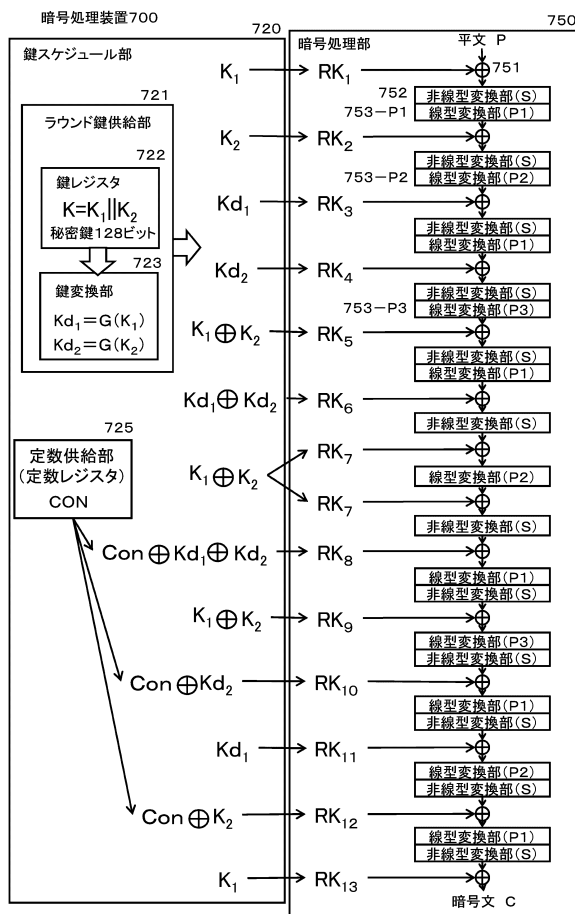 暗号処理装置700
720
鍵スケジュール部
721
ラウンド鍵供給部
722
鍵レジスタ
K=K₁||K₂
秘密鍵128ビット
723
鍵変換部
Kd₁=G(K₁)
Kd₂=G(K₂)
725
定数供給部
(定数レジスタ)
CON
K₁
K₂
Kd₁
Kd₂
K₁⊕K₂
Kd₁⊕Kd₂
K₁⊕K₂
Con⊕Kd₁⊕Kd₂
K₁⊕K₂
Con⊕Kd₂
Kd₁
Con⊕K₂
K₁
750
暗号処理部
平文 P
RK₁
751
752
非線型変換部(S)
753-P1
線型変換部(P1)
RK₂
非線型変換部(S)
753-P2
線型変換部(P2)
RK₃
非線型変換部(S)
線型変換部(P1)
RK₄
非線型変換部(S)
753-P3
線型変換部(P3)
RK₅
非線型変換部(S)
線型変換部(P1)
RK₆
非線型変換部(S)
RK₇
線型変換部(P2)
RK₇
非線型変換部(S)
RK₈
線型変換部(P1)
非線型変換部(S)
RK₉
線型変換部(P3)
非線型変換部(S)
RK₁₀
線型変換部(P1)
非線型変換部(S)
RK₁₁
線型変換部(P2)
非線型変換部(S)
RK₁₂
線型変換部(P1)
非線型変換部(S)
RK₁₃
暗号文 C